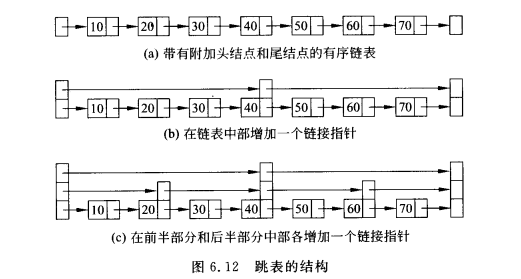 10 20 30 40 50 60 70
(a) 带有附加头结点和尾结点的有序链表
10 20 30 40 50 60 70
(b) 在链表中部增加一个链接指针
10 20 30 40 50 60 70
(c) 在前半部分和后半部分中部各增加一个链接指针
图 6.12 跳表的结构